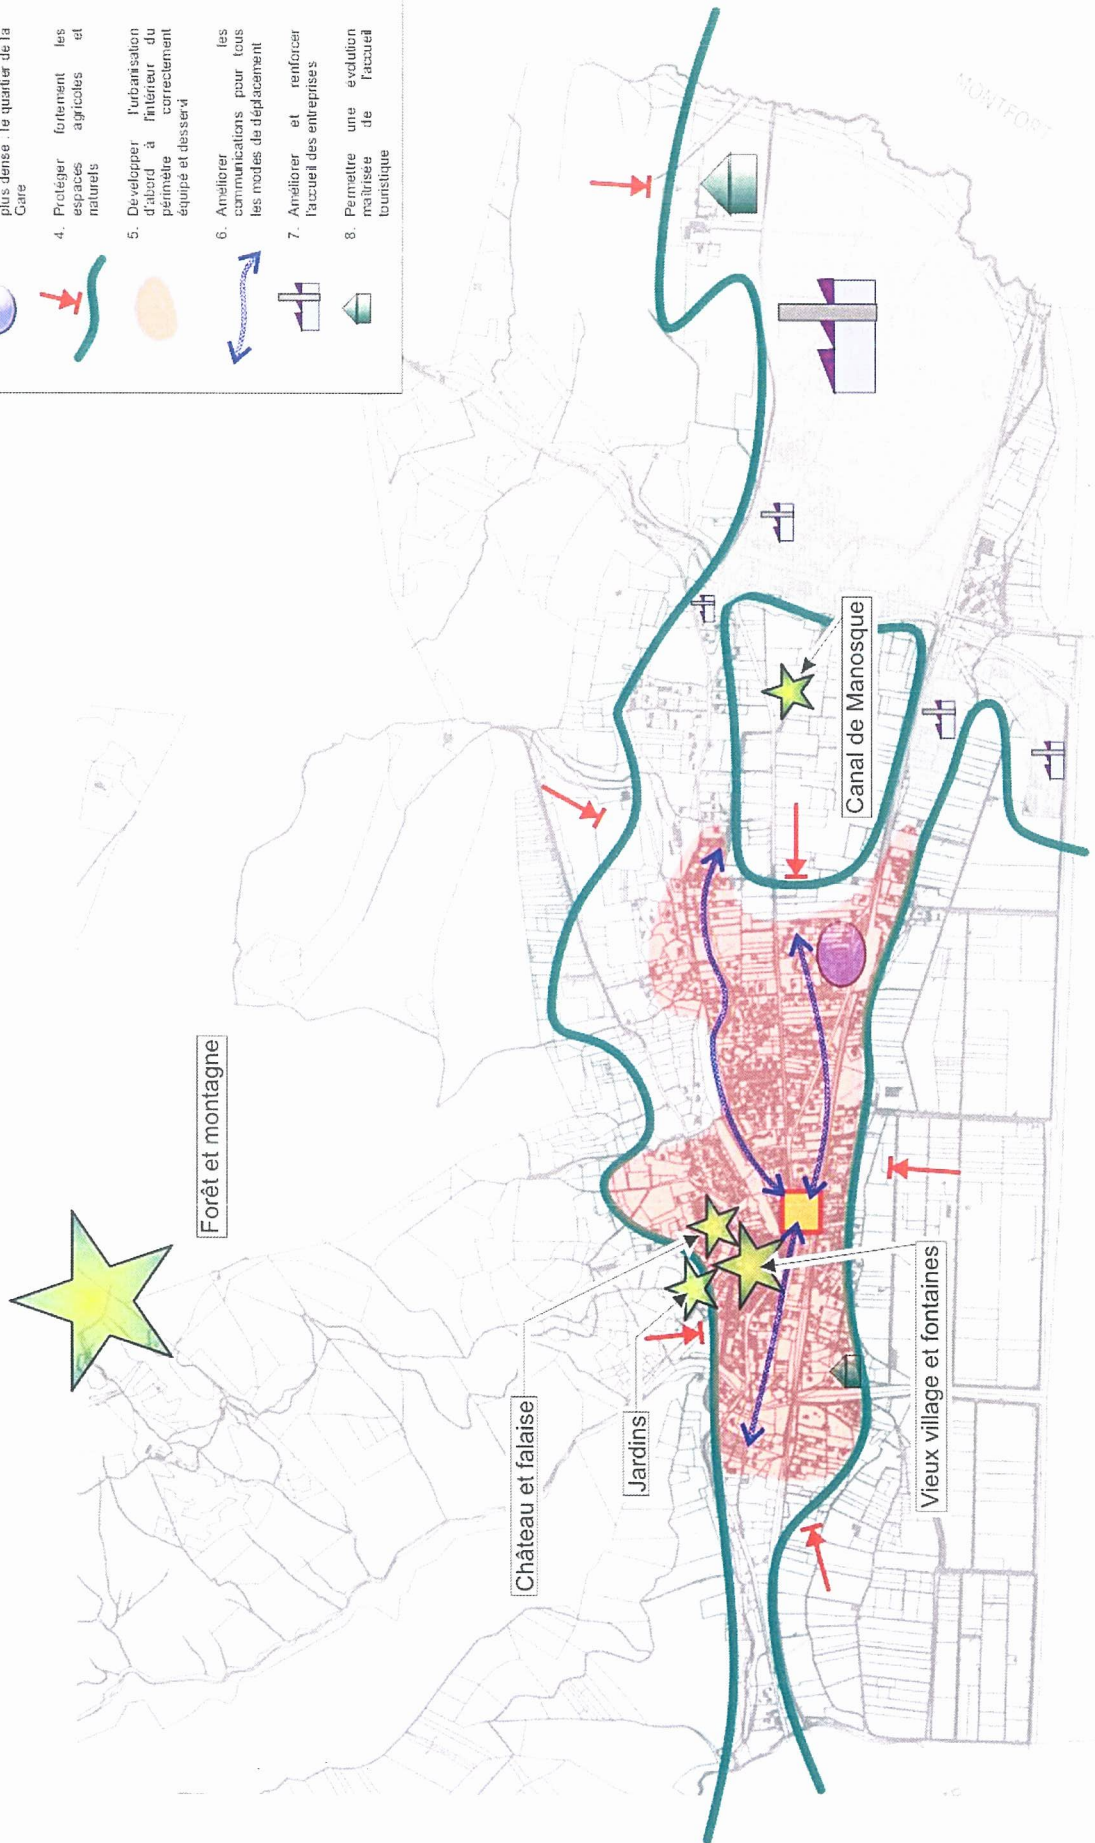 plus dense : le quartier de la
Gare
4. Protéger fortement les
espaces agricoles et
naturels
5. Développer l'urbanisation
d'abord à l'intérieur du
périmètre correctement
équipé et desservi
6. Améliorer les
communications pour tous
les modes de déplacement
7. Améliorer et renforcer
l'accueil des entreprises
8. Permettre une évolution
maîtrisée de l'accueil
touristique
MONTFORT
Forêt et montagne
Château et falaise
Jardins
Vieux village et fontaines
Canal de Manosque